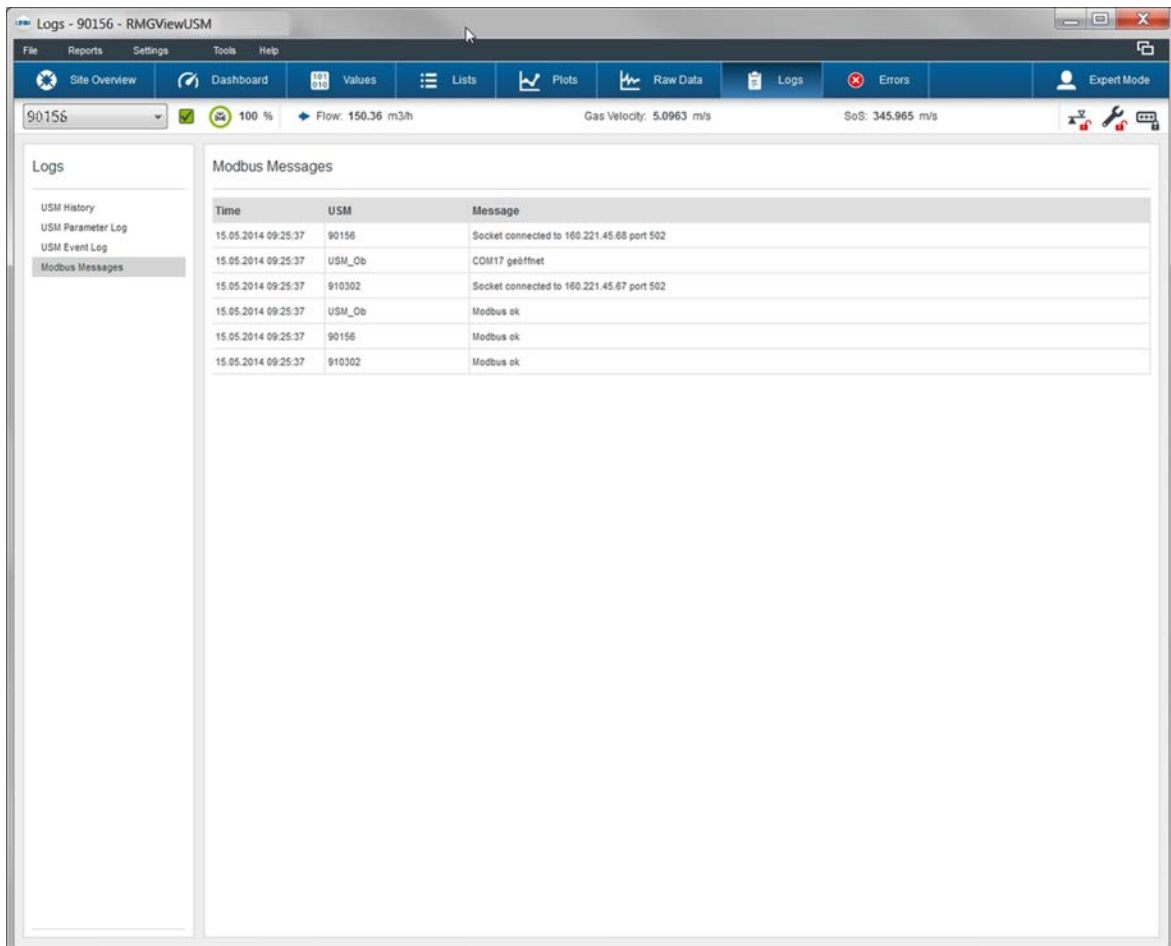 Logs - 90156 - RMGViewUSM
File Reports Settings Tools Help
Site Overview Dashboard Values Lists Plots Raw Data Logs Errors Expert Mode
90156 100 % Flow: 150.36 m3/h Gas Velocity: 5.0963 m/s SoS: 345.965 m/s
Logs
USM History
USM Parameter Log
USM Event Log
Modbus Messages
Modbus Messages
Time USM Message
15.05.2014 09:25:37 90156 Socket connected to 160.221.45.68 port 502
15.05.2014 09:25:37 USM_Ob COM17 geöffnet
15.05.2014 09:25:37 910302 Socket connected to 160.221.45.67 port 502
15.05.2014 09:25:37 USM_Ob Modbus ok
15.05.2014 09:25:37 90156 Modbus ok
15.05.2014 09:25:37 910302 Modbus ok